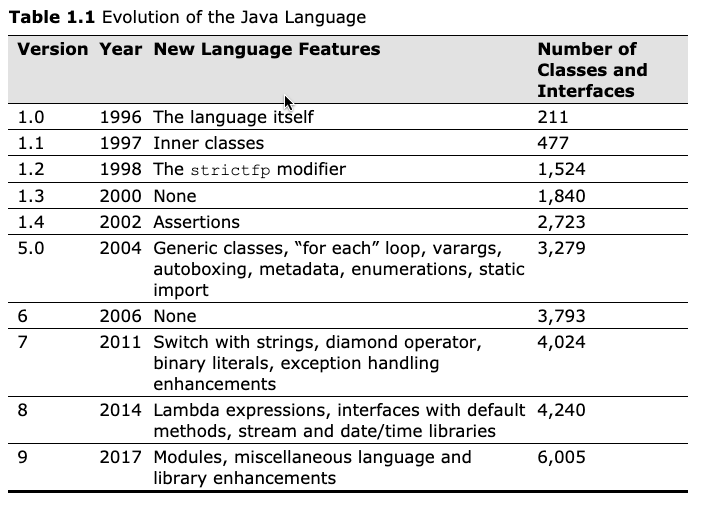 Table 1.1 Evolution of the Java Language
Version Year New Language Features Number of
Classes and
Interfaces
1.0 1996 The language itself 211
1.1 1997 Inner classes 477
1.2 1998 The strictfp modifier 1,524
1.3 2000 None 1,840
1.4 2002 Assertions 2,723
5.0 2004 Generic classes, “for each” loop, varargs, 3,279
autoboxing, metadata, enumerations, static
import
6 2006 None 3,793
7 2011 Switch with strings, diamond operator, 4,024
binary literals, exception handling
enhancements
8 2014 Lambda expressions, interfaces with default 4,240
methods, stream and date/time libraries
9 2017 Modules, miscellaneous language and 6,005
library enhancements